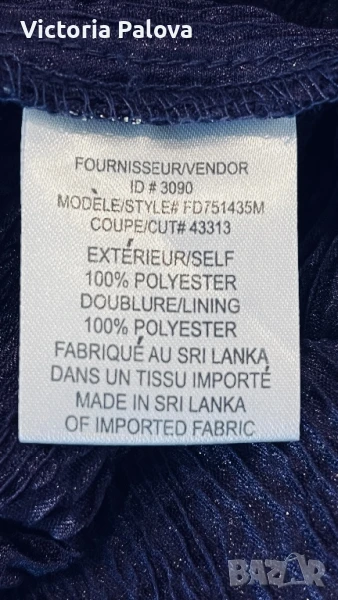 Victoria Palova
FOURNISSEUR/VENDOR
ID # 3090
MODÈLE/STYLE# FD751435M
COUPE/CUT# 43313
EXTÉRIEUR/SELF
100% POLYESTER
DOUBLURE/LINING
100% POLYESTER
FABRIQUÉ AU SRI LANKA
DANS UN TISSU IMPORTÉ
MADE IN SRI LANKA
OF IMPORTED FABRIC
BAZAR